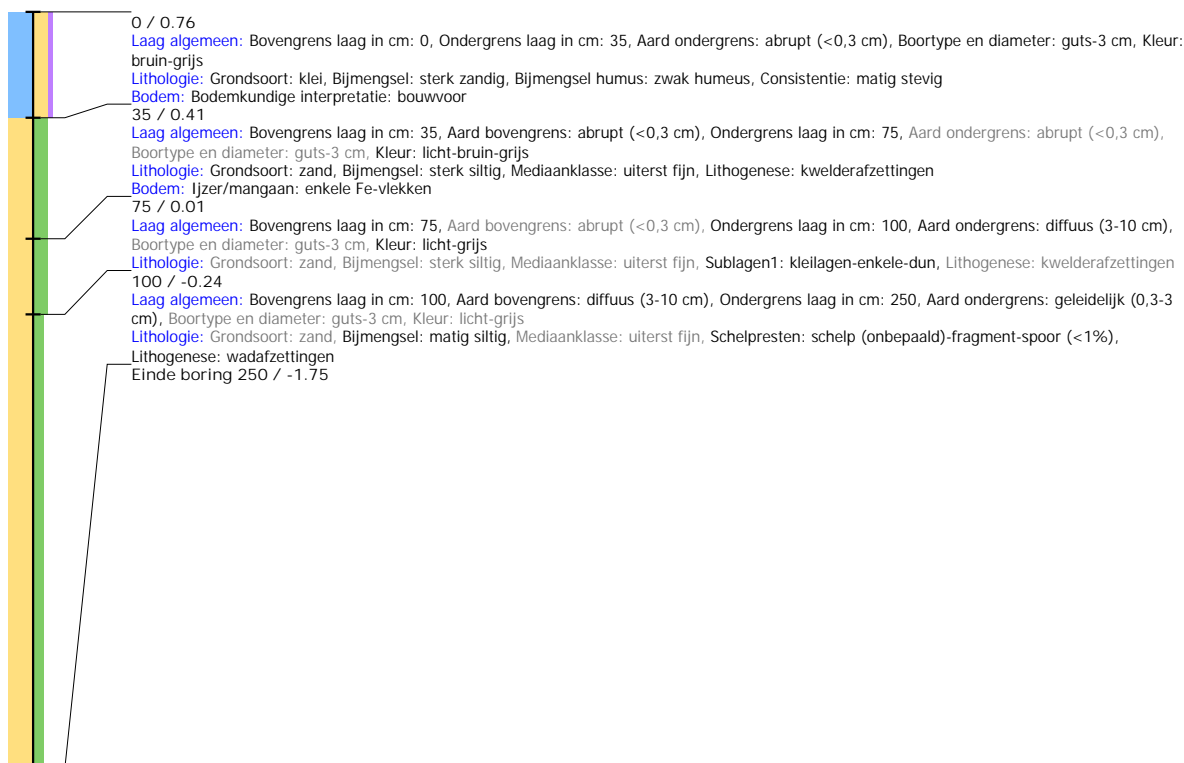 0 / 0.76
Laag algemeen: Bovengrens laag in cm: 0, Ondergrens laag in cm: 35, Aard ondergrens: abrupt (<0,3 cm), Boortype en diameter: guts-3 cm, Kleur:
bruin-grijs
Lithologie: Grondsoort: klei, Bijmengsel: sterk zandig, Bijmengsel humus: zwak humeus, Consistentie: matig stevig
Bodem: Bodemkundige interpretatie: bouwvoor
35 / 0.41
Laag algemeen: Bovengrens laag in cm: 35, Aard bovengrens: abrupt (<0,3 cm), Ondergrens laag in cm: 75, Aard ondergrens: abrupt (<0,3 cm),
Boortype en diameter: guts-3 cm, Kleur: licht-bruin-grijs
Lithologie: Grondsoort: zand, Bijmengsel: sterk siltig, Mediaanklasse: uiterst fijn, Lithogenese: kwelderafzettingen
Bodem: Ijzer/mangaan: enkele Fe-vlekken
75 / 0.01
Laag algemeen: Bovengrens laag in cm: 75, Aard bovengrens: abrupt (<0,3 cm), Ondergrens laag in cm: 100, Aard ondergrens: diffuus (3-10 cm),
Boortype en diameter: guts-3 cm, Kleur: licht-grijs
Lithologie: Grondsoort: zand, Bijmengsel: sterk siltig, Mediaanklasse: uiterst fijn, Sublagen1: kleilagen-enkele-dun, Lithogenese: kwelderafzettingen
100 / -0.24
Laag algemeen: Bovengrens laag in cm: 100, Aard bovengrens: diffuus (3-10 cm), Ondergrens laag in cm: 250, Aard ondergrens: geleidelijk (0,3-3
cm), Boortype en diameter: guts-3 cm, Kleur: licht-grijs
Lithologie: Grondsoort: zand, Bijmengsel: matig siltig, Mediaanklasse: uiterst fijn, Schelpresten: schelp (onbepaald)-fragment-spoor (<1%),
Lithogenese: wadafzettingen
Einde boring 250 / -1.75